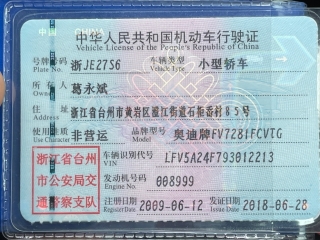 中华人民共和国机动车行驶证
Vehicle License of the People's Republic of China
号牌号码 浙JE27S6 车辆类型 小型轿车
Plate No. Vehicle Type
所有人 葛永斌
Owner
住址 浙江省台州市黄岩区澄江街道石柜岙村85号
Address
使用性质 非营运 品牌型号 奥迪牌FV7281FCVTG
Use Character Model
浙江省台州市公安局交通警察支队
车辆识别代号 LFV5A24F793012213
VIN
发动机号码 008999
Engine No.
注册日期 2009-06-12 发证日期 2018-06-28
Register Date Issue Date